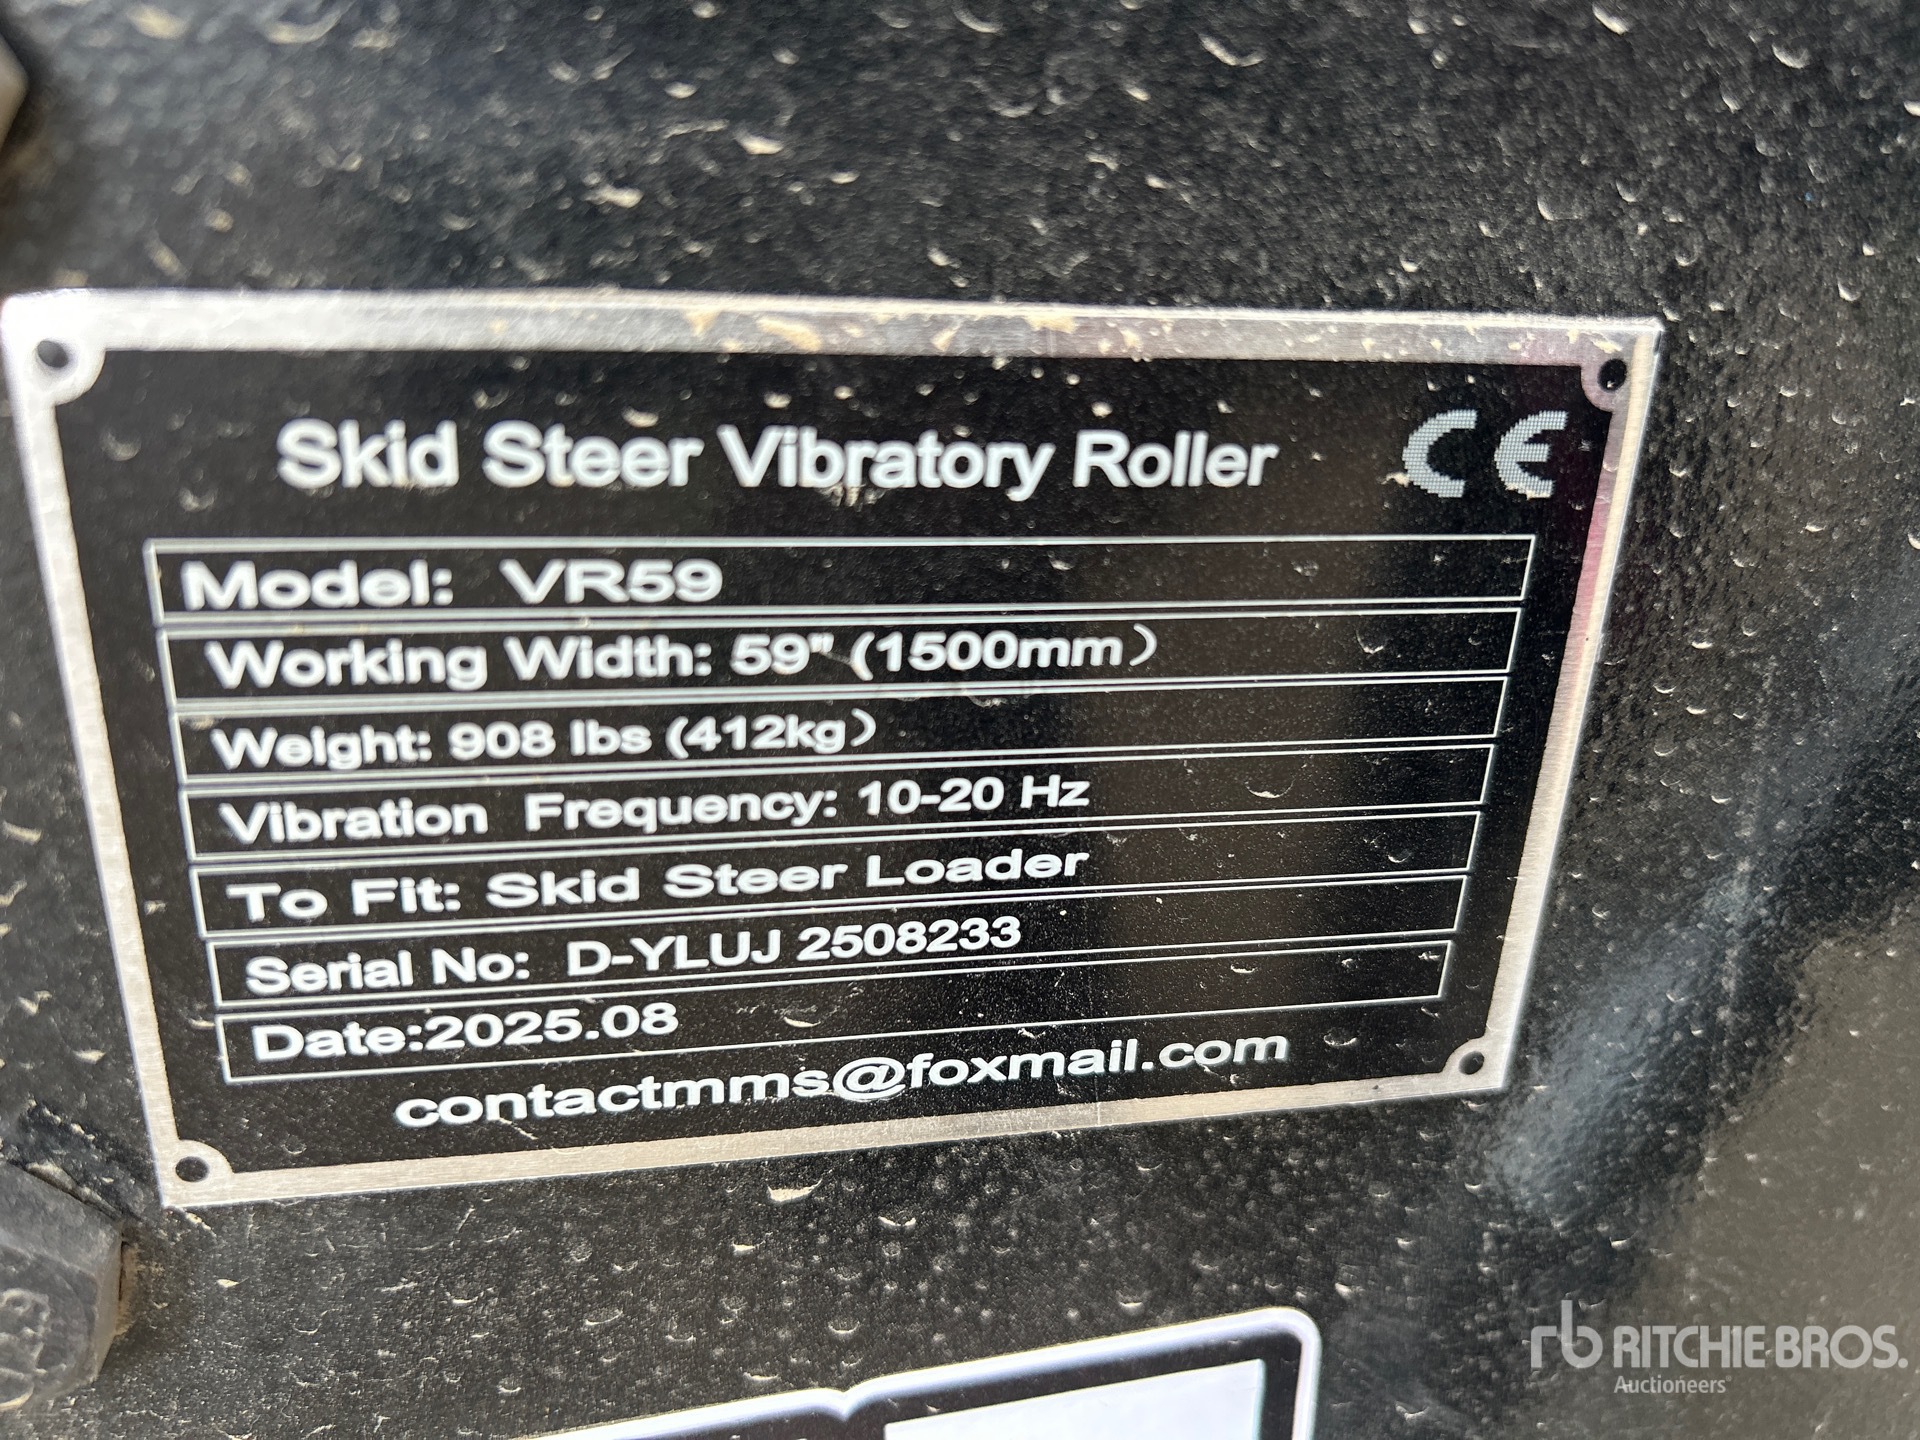 Skid Steer Vibratory Roller CE
Model: VR59
Working Width: 59" (1500mm)
Weight: 908 lbs (412kg)
Vibration Frequency: 10-20 Hz
To Fit: Skid Steer Loader
Serial No: D-YLUJ 2508233
Date:2025.08
contactmms@foxmail.com
rb RITCHIE BROS.
Auctioneers